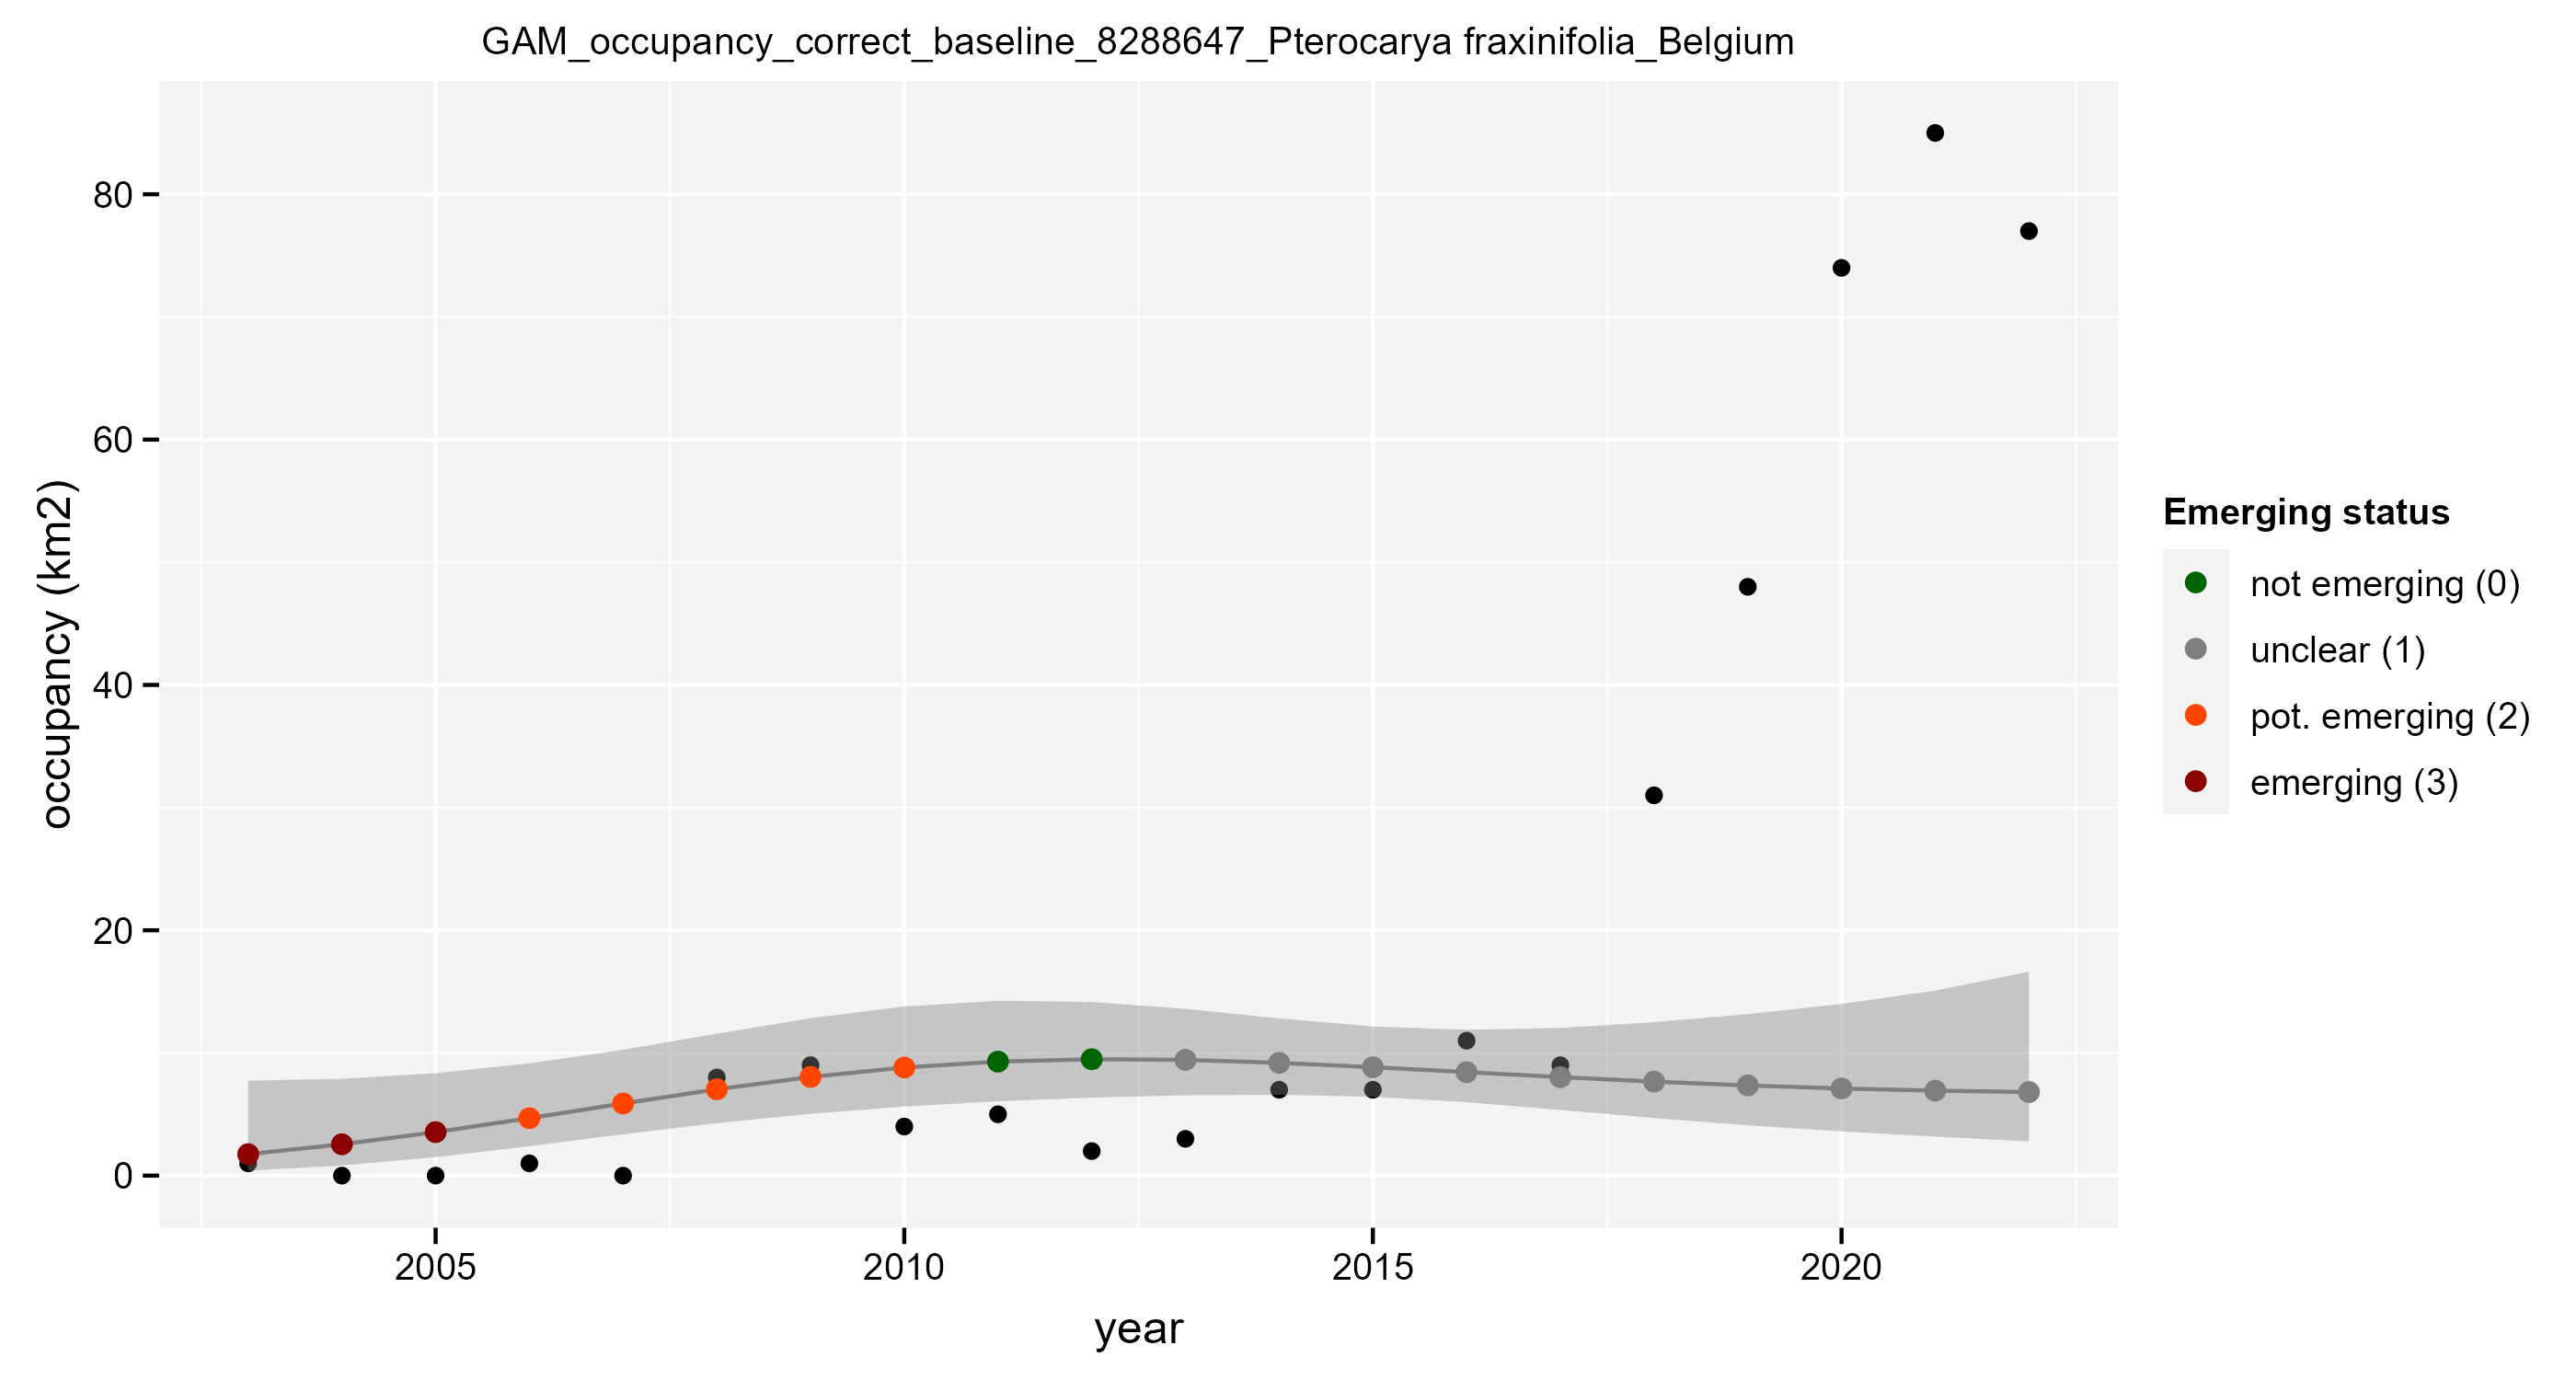 GAM_occupancy_correct_baseline_8288647_Pterocarya fraxinifolia_Belgium
80
60
40
20
0
occupancy (km2)
2005 2010 2015 2020
year
Emerging status
not emerging (0)
unclear (1)
pot. emerging (2)
emerging (3)